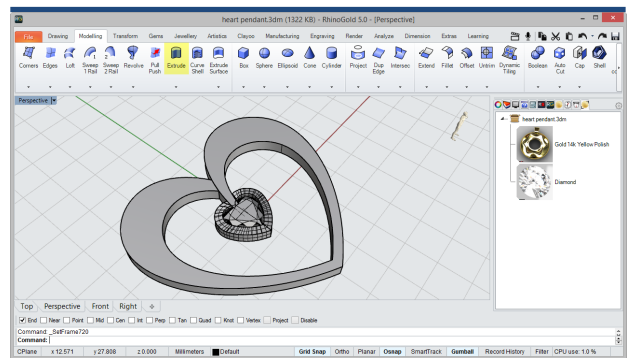 heart pendant.3dm (1322 KB) - RhinoGold 5.0 - [Perspective]
File Drawing Modelling Transform Gems Jewellery Artistics Clayoo Manufacturing Engraving Render Analyze Dimension Extras Learning
Corners Edges Loft Sweep 1 Rail Sweep 2 Rail Revolve Pull Push Extrude Curve Shell Extrude Surface Box Sphere Ellipsoid Cone Cylinder Project Dup Edge Intersec Extend Fillet Offset Untrim Dynamic Tiling Boolean Auto Cut Cap Shell
Perspective
heart pendant.3dm
Gold 14k Yellow Polish
Diamond
Top Perspective Front Right
End Near Point Mid Cen Int Perp Tan Quad Knot Vertex Project Disable
Command: _SetFrame720
Command:
CPlane x 12.571 y 27.808 z 0.000 Millimeters Default Grid Snap Ortho Planar Osnap SmartTrack Gumball Record History Filter CPU use: 1.0 %